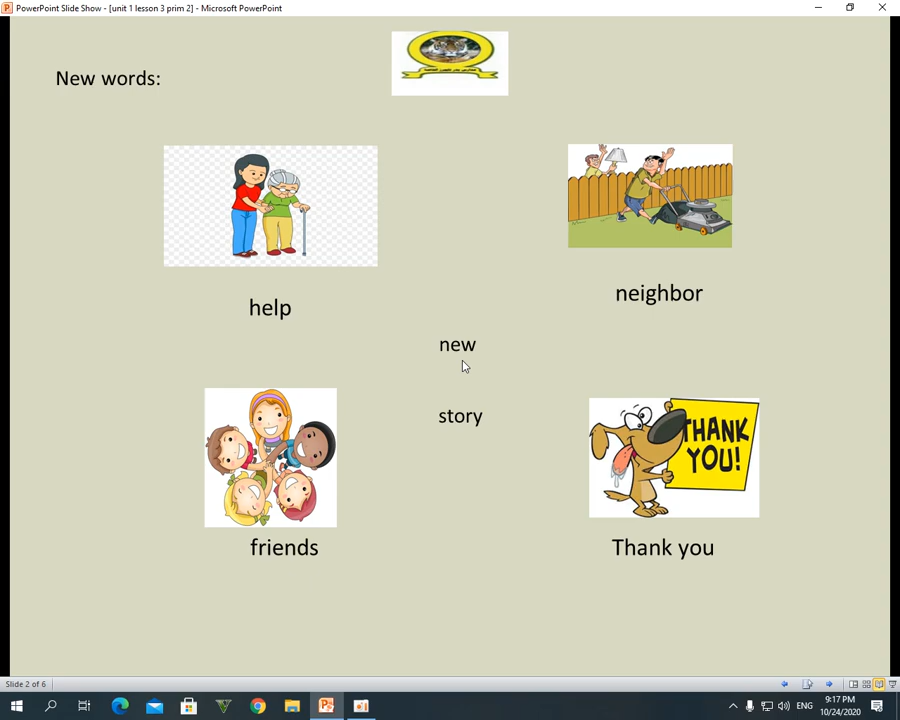 PowerPoint Slide Show - [unit 1 lesson 3 prim 2] - Microsoft PowerPoint
New words:
help
neighbor
new
story
THANK
YOU!
friends
Thank you
Slide 2 of 6
ENG
9:17 PM
10/24/2020